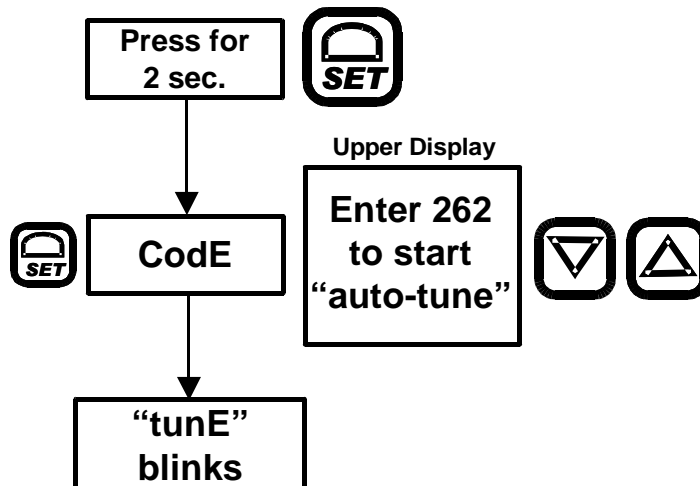 Press for
2 sec.
SET
Upper Display
Enter 262
to start
“auto-tune”
SET
CodE
“tunE”
blinks